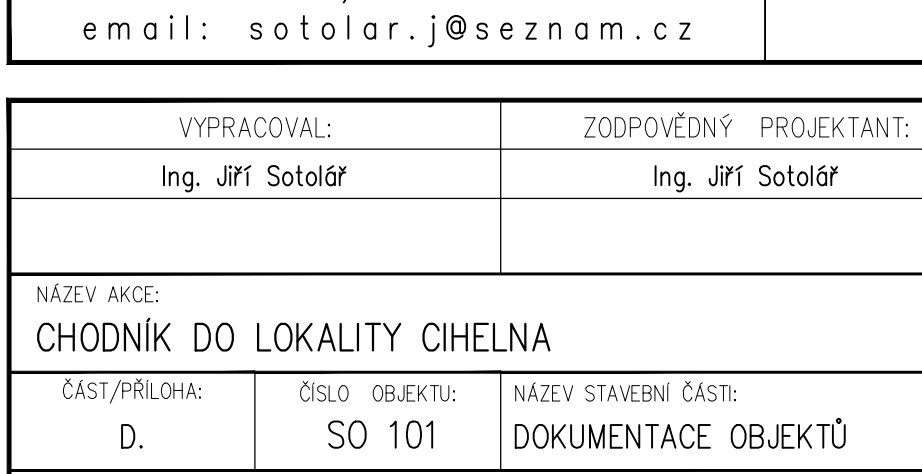 email: sotolar.j@seznam.cz
VYPRACOVAL: ZODPOVĚDNÝ PROJEKTANT:
Ing. Jiří Sotolář Ing. Jiří Sotolář
NÁZEV AKCE:
CHODNÍK DO LOKALITY CIHELNA
ČÁST/PŘÍLOHA: ČÍSLO OBJEKTU: NÁZEV STAVEBNÍ ČÁSTI:
D. SO 101 DOKUMENTACE OBJEKTŮ